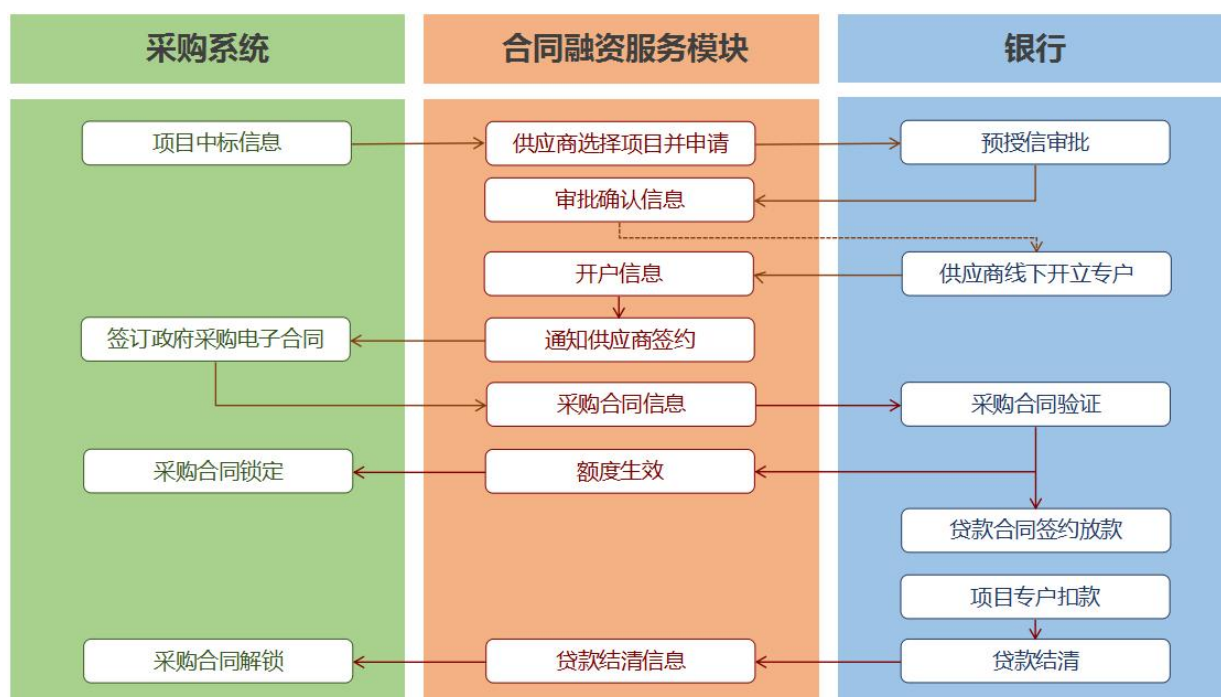 采购系统
合同融资服务模块
银行
项目中标信息
供应商选择项目并申请
预授信审批
审批确认信息
开户信息
供应商线下开立专户
签订政府采购电子合同
通知供应商签约
采购合同信息
采购合同验证
采购合同锁定
额度生效
贷款合同签约放款
项目专户扣款
采购合同解锁
贷款结清信息
贷款结清